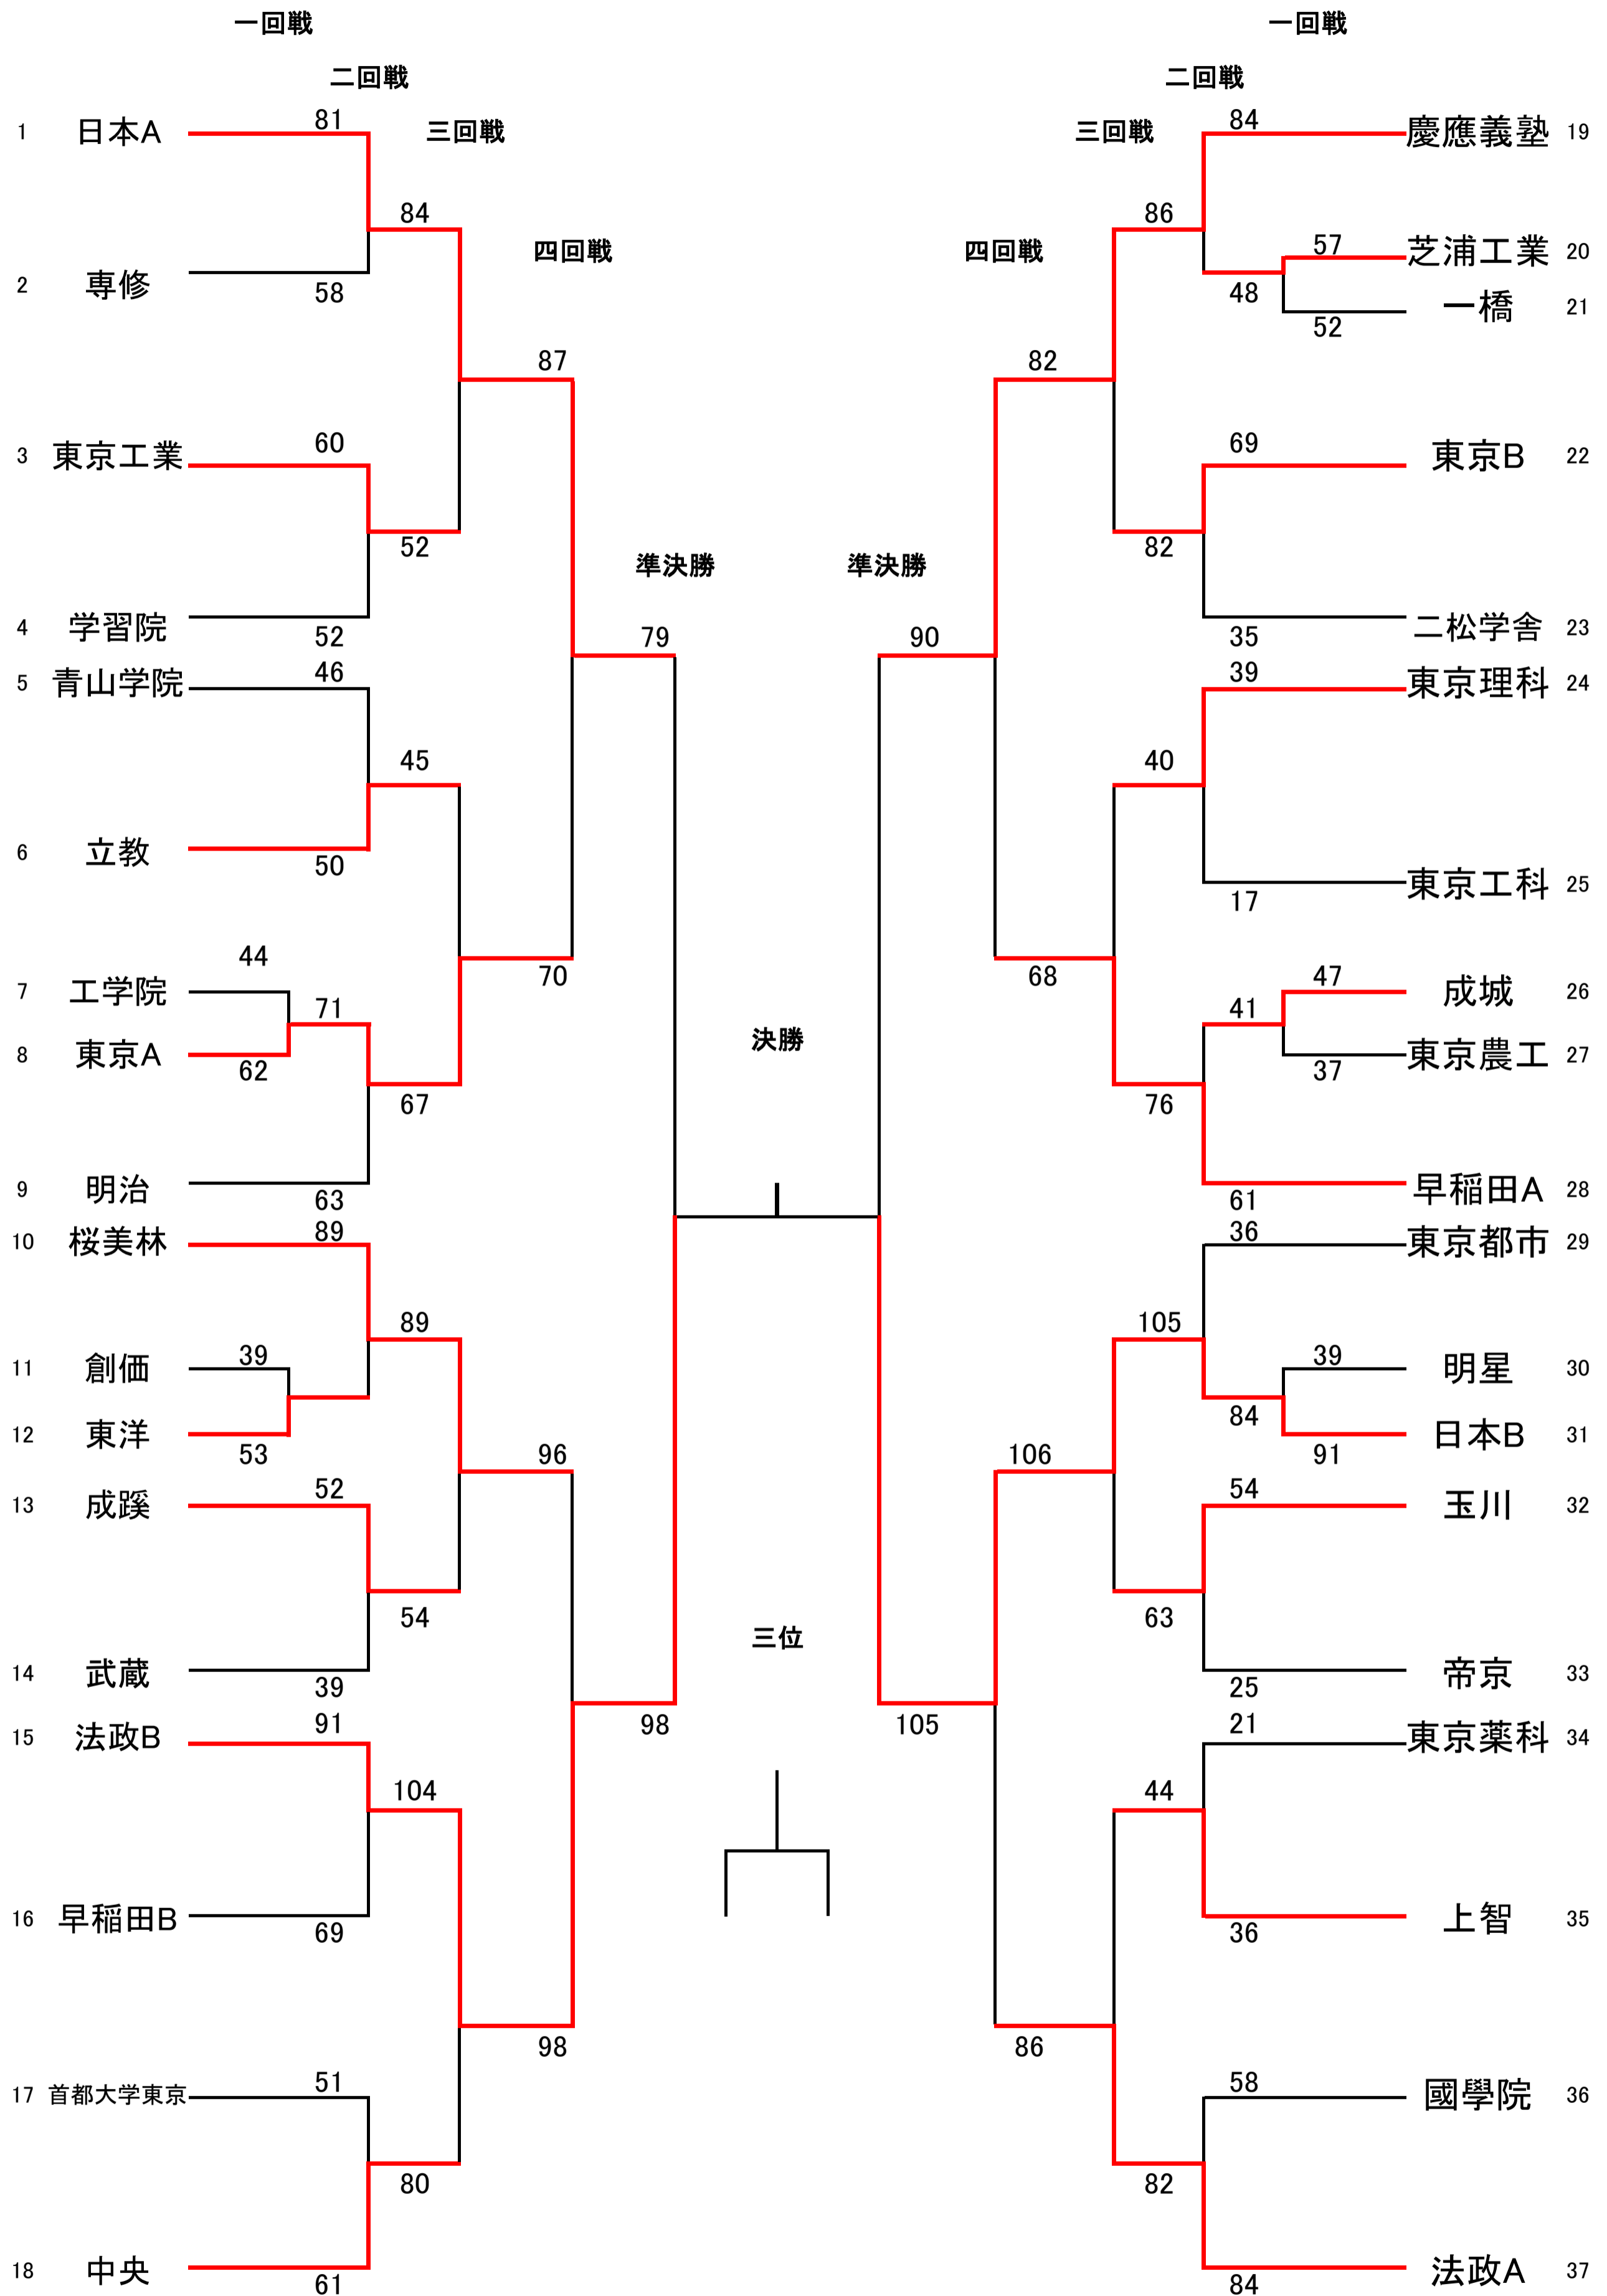 一回戦 一回戦
二回戦 二回戦
1 日本A 81 三回戦 三回戦 84 慶應義塾 19
84 86
四回戦 四回戦 57 芝浦工業 20
2 専修 58 48 一橋 21
52
87 82
3 東京工業 60 69 東京B 22
52 82
準決勝 準決勝
4 学習院 52 79 90 35 二松学舎 23
5 青山学院 46 39 東京理科 24
45 40
6 立教 50
東京工科 25
17
44
7 工学院 70 68 47 成城 26
71 41
決勝
8 東京A 62 37 東京農工 27
67 76
9 明治 63 61 早稲田A 28
10 桜美林 89 36 東京都市 29
89 105
11 創価 39 39 明星 30
12 東洋 53 84 91 日本B 31
96 106
13 成蹊 52 54 玉川 32
54 63
三位
14 武蔵 39 25 帝京 33
15 法政B 91 98 105 21 東京薬科 34
104 44
16 早稲田B 69 36 上智 35
98 86
17 首都大学東京 51 58 國學院 36
80 82
18 中央 61 84 法政A 37